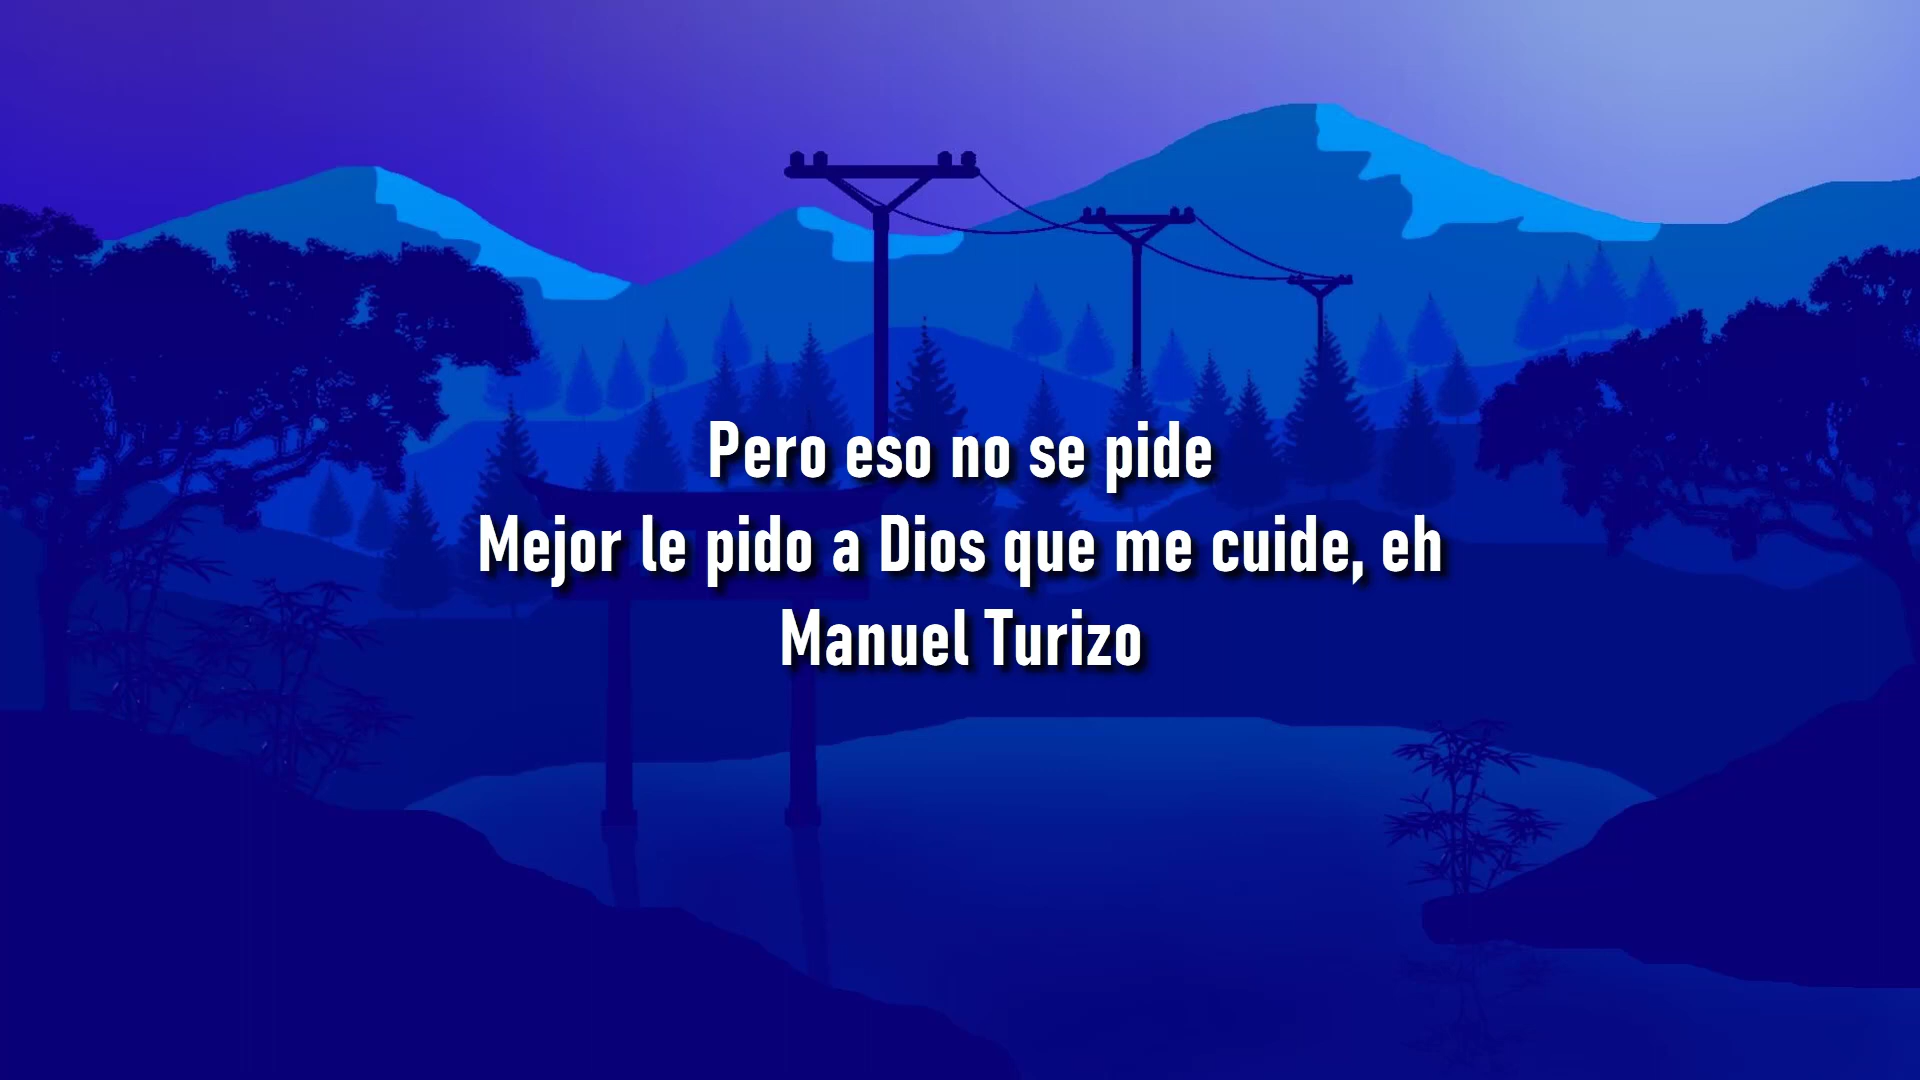 Pero eso no se pide
Mejor le pido a Dios que me cuide, eh
Manuel Turizo